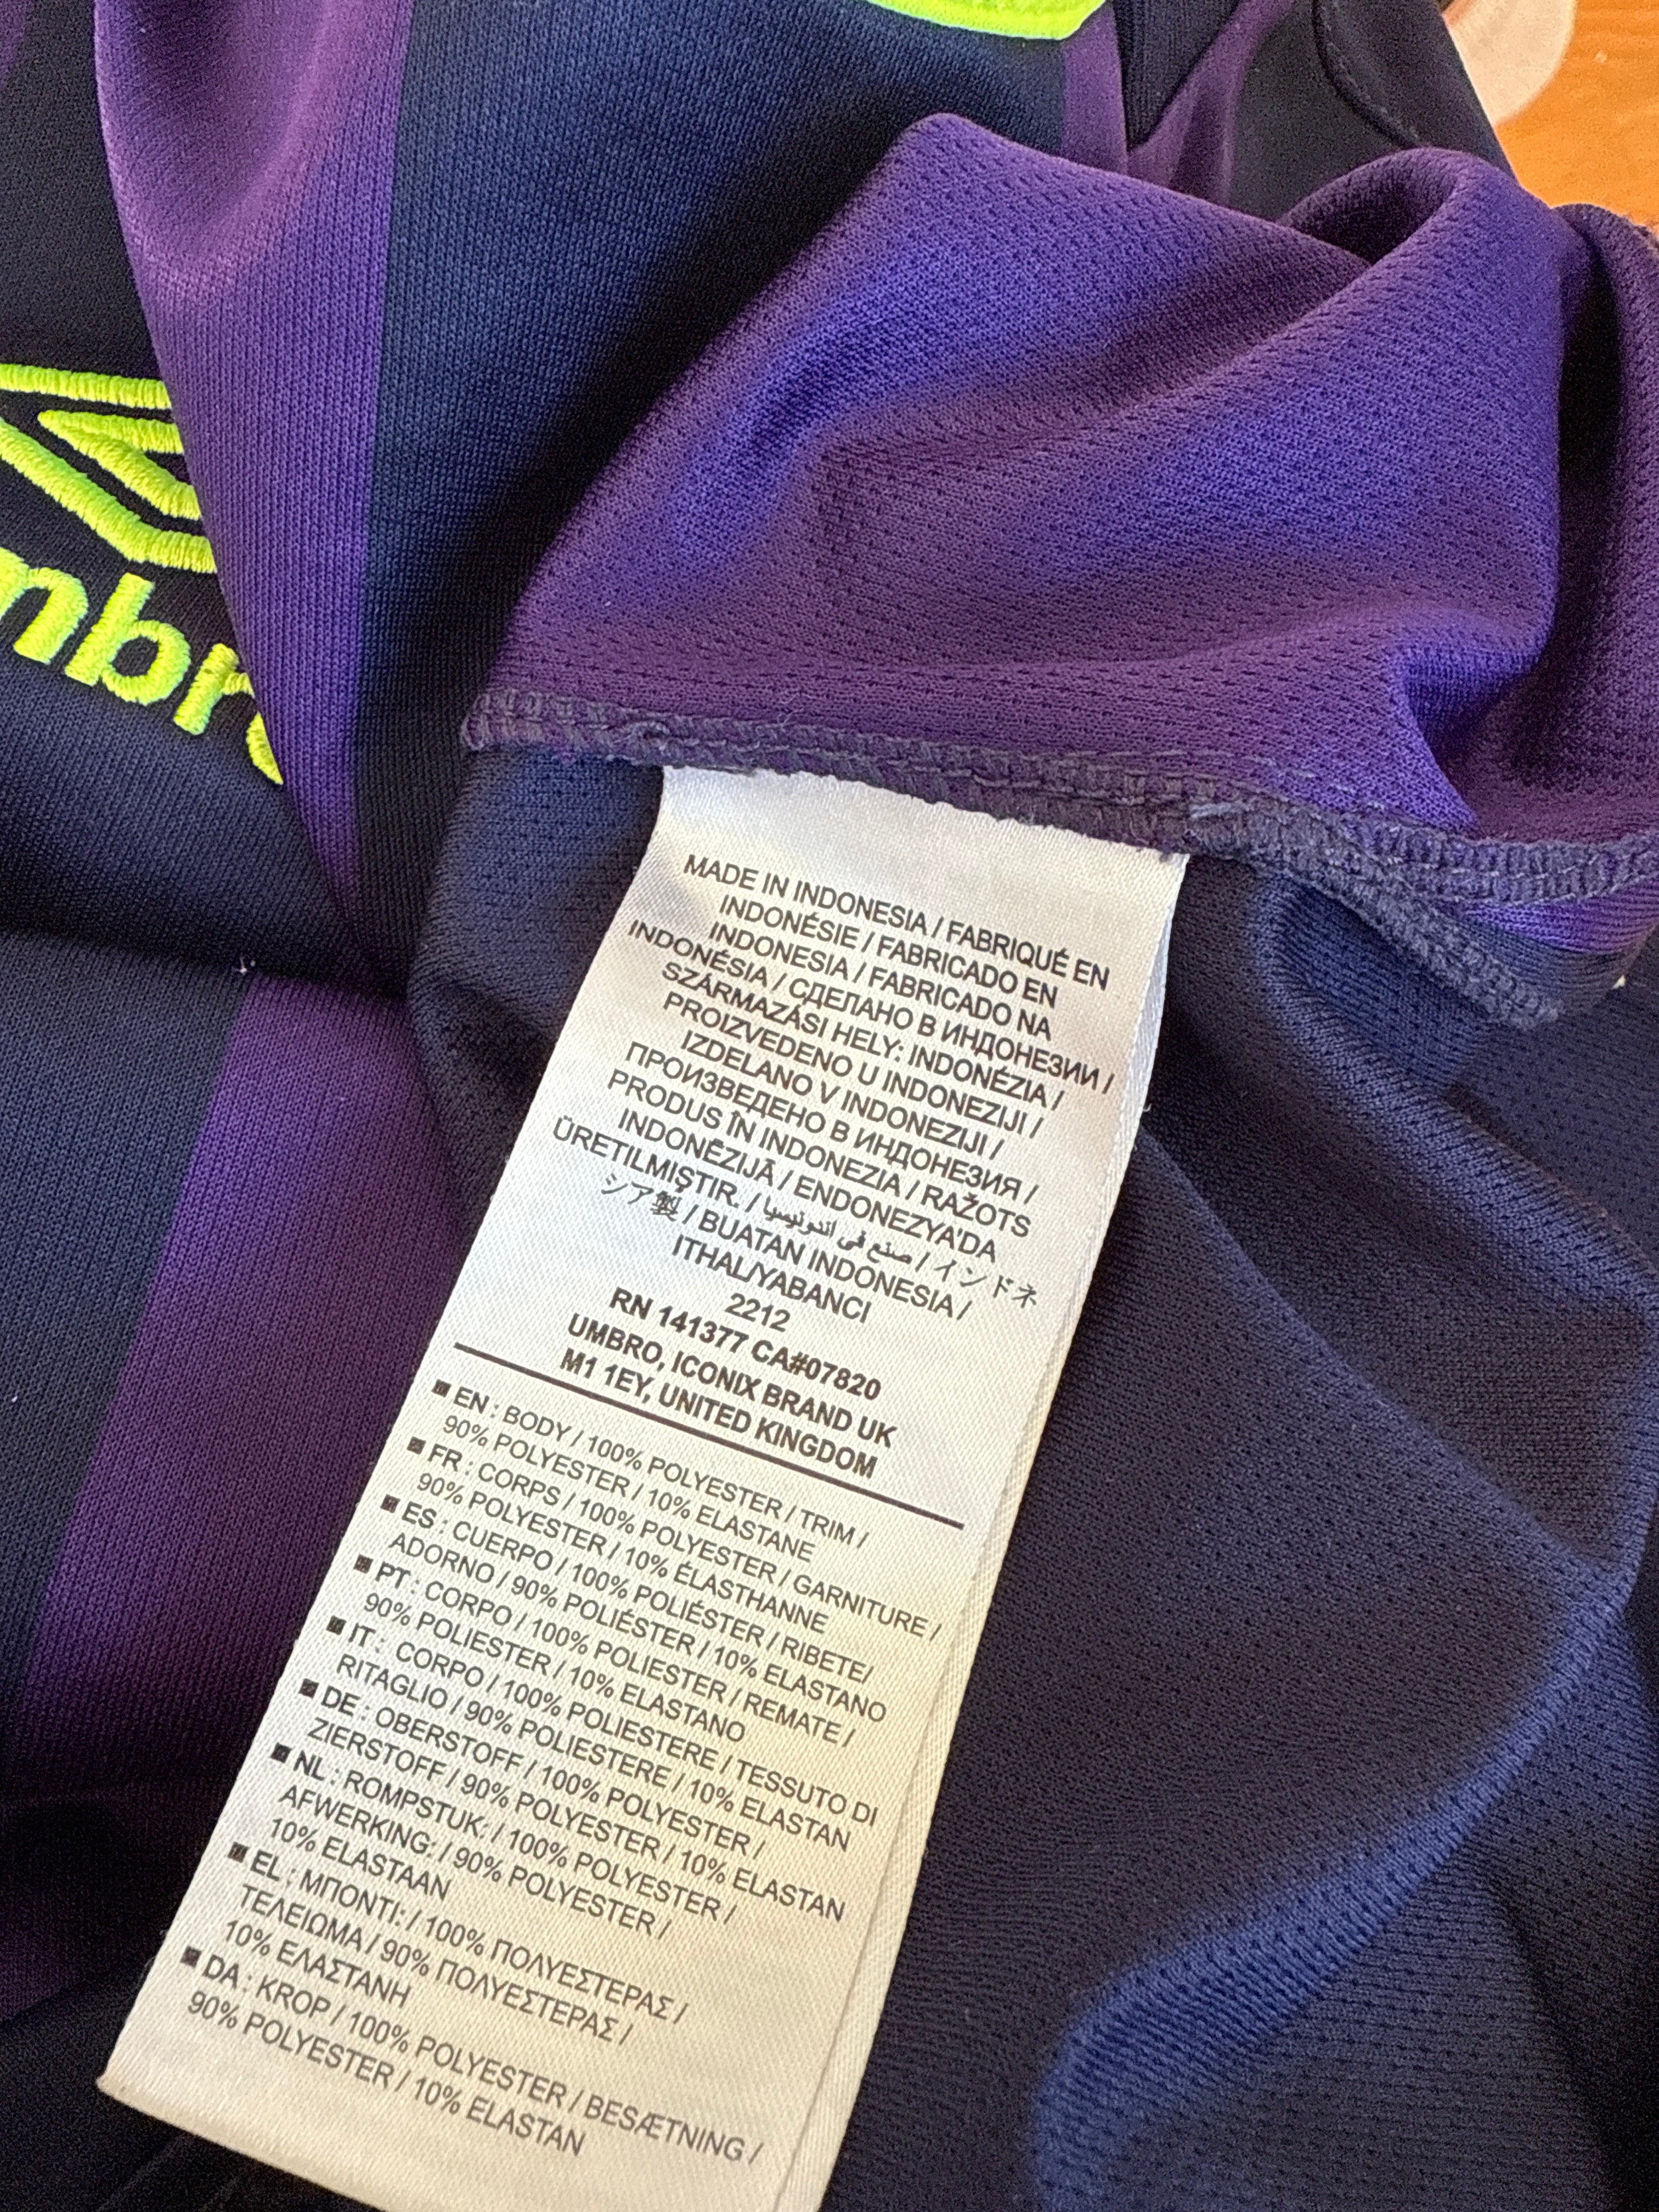 mbro
MADE IN INDONESIA / FABRIQUÉ EN
INDONÉSIE / FABRICADO EN
INDONESIA / FABRICADO NA
INDONÉSIA / СДЕЛАНО В ИНДОНЕЗИИ /
SZÁRMAZÁSI HELY: INDONÉZIA /
PROIZVEDENO U INDONEZIJI /
IZDELANO V INDONEZIJI /
ПРОИЗВЕДЕНО В ИНДОНЕЗИЯ /
PRODUS ÎN INDONEZIA / RAŽOTS
INDONĒZIJĀ / ENDONEZYA'DA
ÜRETILMIŞTIR. / صنع في اندونيسيا / インドネ
シア製 / BUATAN INDONESIA /
ITHAL/YABANCI
2212
RN 141377 CA#07820
UMBRO, ICONIX BRAND UK
M1 1EY, UNITED KINGDOM
■ EN : BODY / 100% POLYESTER / TRIM /
90% POLYESTER / 10% ELASTANE
■ FR : CORPS / 100% POLYESTER / GARNITURE /
90% POLYESTER / 10% ÉLASTHANNE
■ ES : CUERPO / 100% POLIÉSTER / RIBETE/
ADORNO / 90% POLIÉSTER / 10% ELASTANO
■ PT : CORPO / 100% POLIESTER / REMATE /
90% POLIESTER / 10% ELASTANO
■ IT : CORPO / 100% POLIESTERE / TESSUTO DI
RITAGLIO / 90% POLIESTERE / 10% ELASTAN
■ DE : OBERSTOFF / 100% POLYESTER /
ZIERSTOFF / 90% POLYESTER / 10% ELASTAN
■ NL : ROMPSTUK: / 100% POLYESTER /
AFWERKING: / 90% POLYESTER /
10% ELASTAAN
■ EL : ΜΠΟΝΤΙ: / 100% ΠΟΛΥΕΣΤΕΡΑΣ /
ΤΕΛΕΙΩΜΑ / 90% ΠΟΛΥΕΣΤΕΡΑΣ /
10% ΕΛΑΣΤΑΝΗ
■ DA : KROP / 100% POLYESTER / BESÆTNING /
90% POLYESTER / 10% ELASTAN